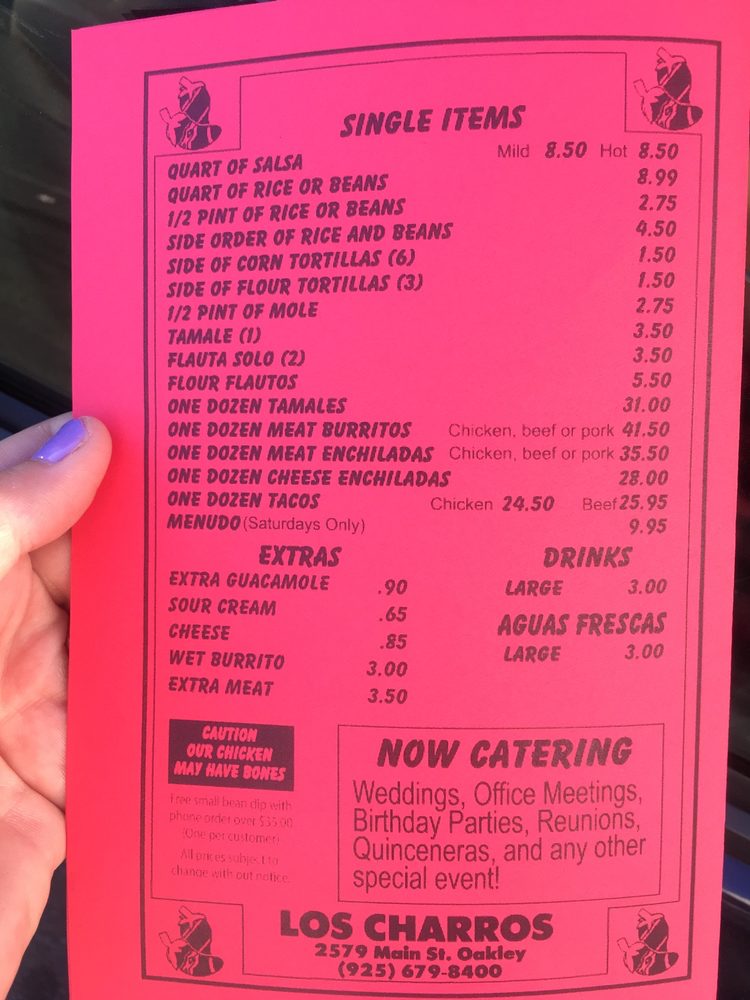 SINGLE ITEMS
QUART OF SALSA Mild 8.50 Hot 8.50
QUART OF RICE OR BEANS 8.99
1/2 PINT OF RICE OR BEANS 2.75
SIDE ORDER OF RICE AND BEANS 4.50
SIDE OF CORN TORTILLAS (6) 1.50
SIDE OF FLOUR TORTILLAS (3) 1.50
1/2 PINT OF MOLE 2.75
TAMALE (1) 3.50
FLAUTA SOLO (2) 3.50
FLOUR FLAUTOS 5.50
ONE DOZEN TAMALES 31.00
ONE DOZEN MEAT BURRITOS Chicken, beef or pork 41.50
ONE DOZEN MEAT ENCHILADAS Chicken, beef or pork 35.50
ONE DOZEN CHEESE ENCHILADAS 28.00
ONE DOZEN TACOS Chicken 24.50 Beef 25.95
MENUDO (Saturdays Only) 9.95
EXTRAS
EXTRA GUACAMOLE .90
SOUR CREAM .65
CHEESE .85
WET BURRITO 3.00
EXTRA MEAT 3.50
DRINKS
LARGE 3.00
AGUAS FRESCAS
LARGE 3.00
CAUTION
OUR CHICKEN
MAY HAVE BONES
Free small bean dip with
phone order over $35.00
(One per customer)
All prices subject to
change with out notice.
NOW CATERING
Weddings, Office Meetings,
Birthday Parties, Reunions,
Quinceneras, and any other
special event!
LOS CHARROS
2579 Main St. Oakley
(925) 679-8400